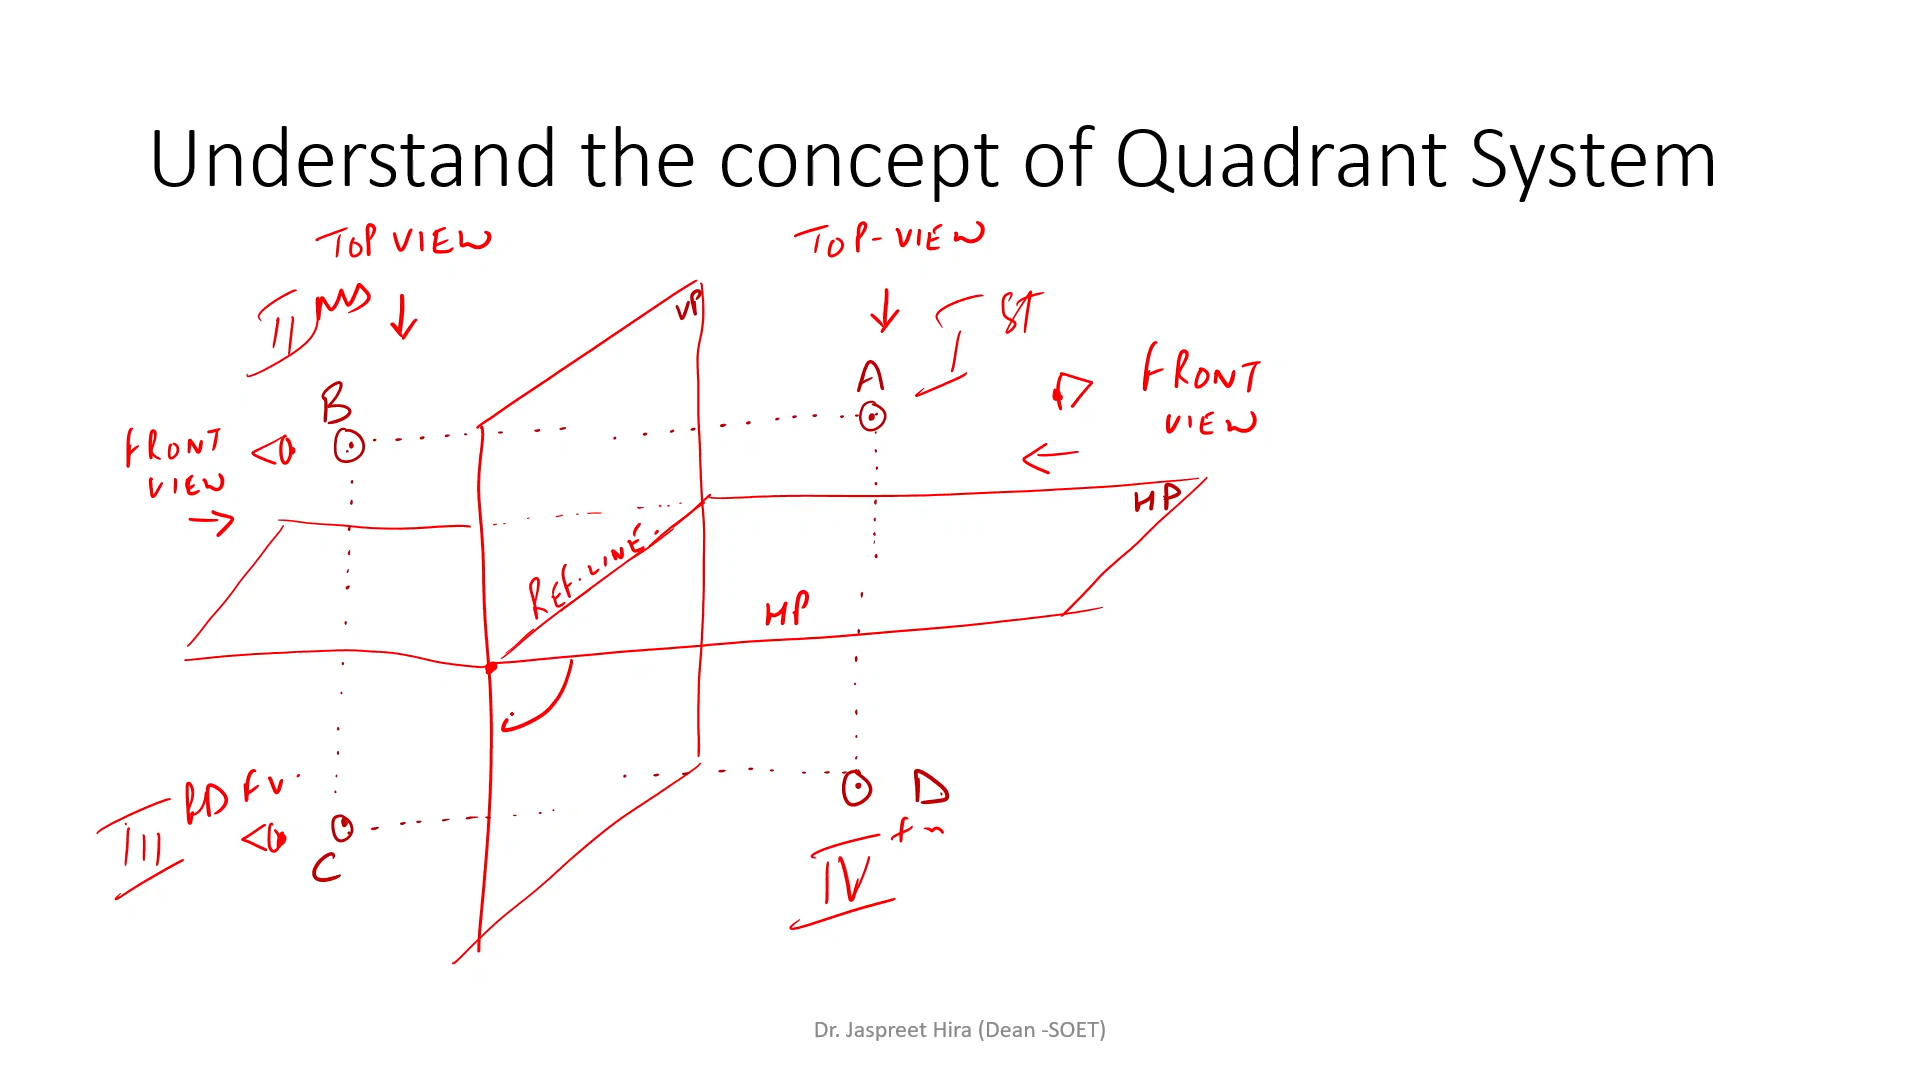 Understand the concept of Quadrant System
TOP VIEW
TOP-VIEW
II ND
VP
I ST
A
FRONT
VIEW
B
FRONT
VIEW
HP
REF. LINE.
HP
III RD FV.
D
C
IV
Dr. Jaspreet Hira (Dean -SOET)